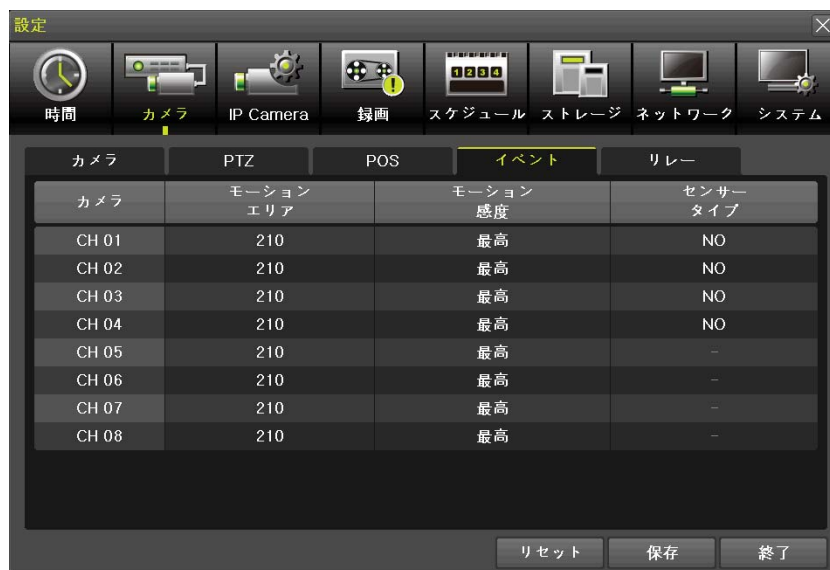 設定
時間 カメラ IP Camera 録画 スケジュール ストレージ ネットワーク システム
カメラ PTZ POS イベント リレー
カメラ モーション エリア モーション 感度 センサー タイプ
CH 01 210 最高 NO
CH 02 210 最高 NO
CH 03 210 最高 NO
CH 04 210 最高 NO
CH 05 210 最高 -
CH 06 210 最高 -
CH 07 210 最高 -
CH 08 210 最高 -
リセット 保存 終了